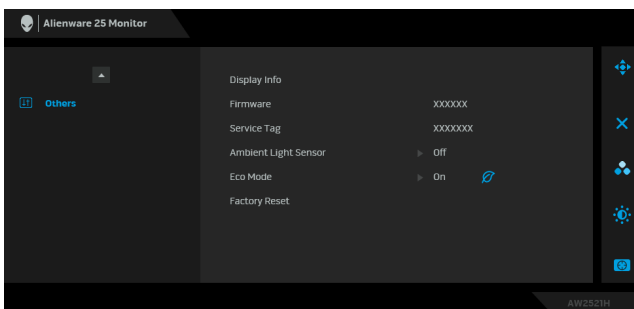 Alienware 25 Monitor
Others
Display Info
Firmware XXXXXX
Service Tag XXXXXXX
Ambient Light Sensor Off
Eco Mode On
Factory Reset
AW2521H